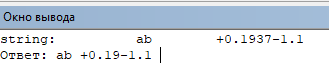 Окно вывода
string:            ab         +0.1937-1.1
Ответ: ab +0.19-1.1